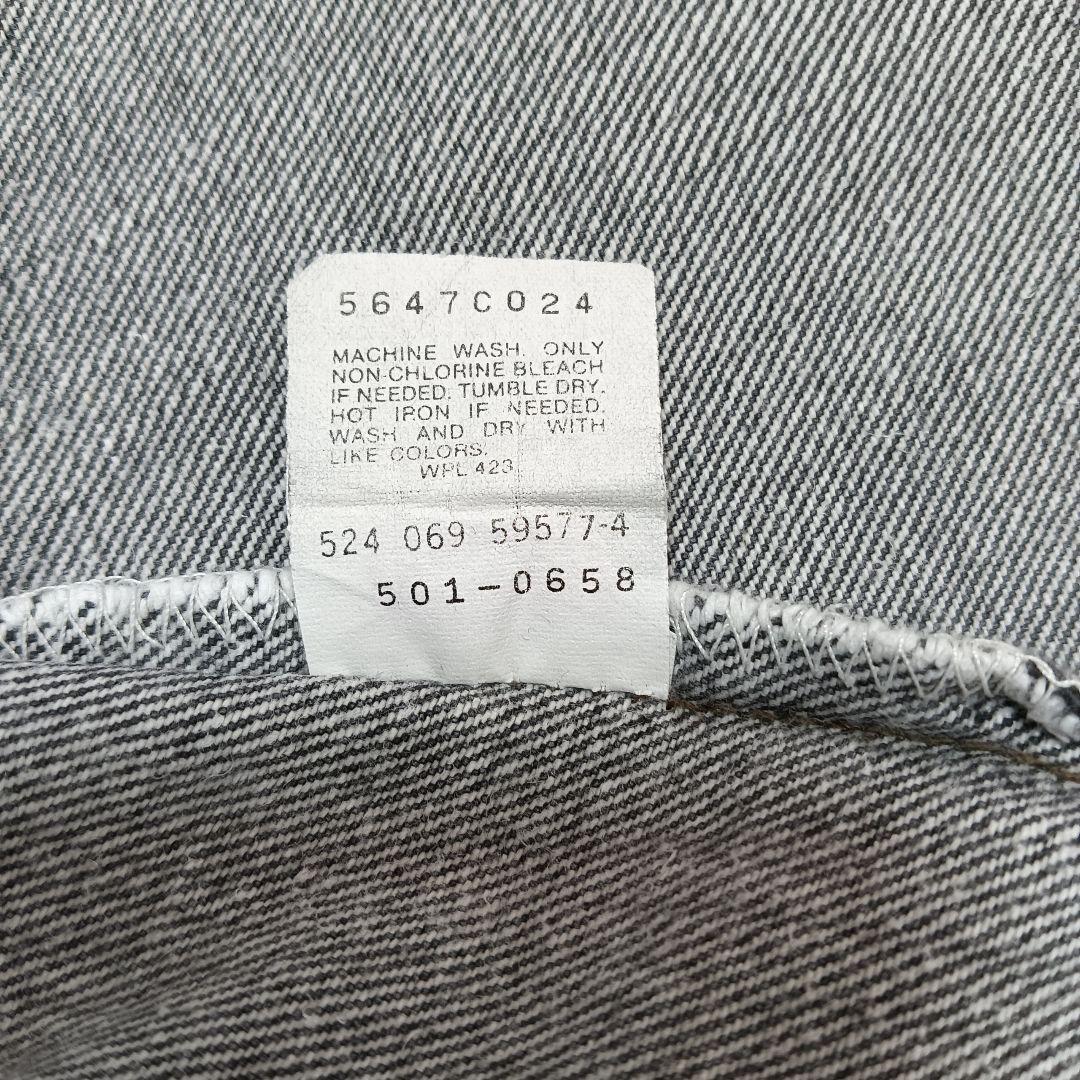 5647C024
MACHINE WASH. ONLY
NON-CHLORINE BLEACH
IF NEEDED. TUMBLE DRY.
HOT IRON IF NEEDED.
WASH AND DRY WITH
LIKE COLORS.
WPL 423
524 069 59577-4
501-0658